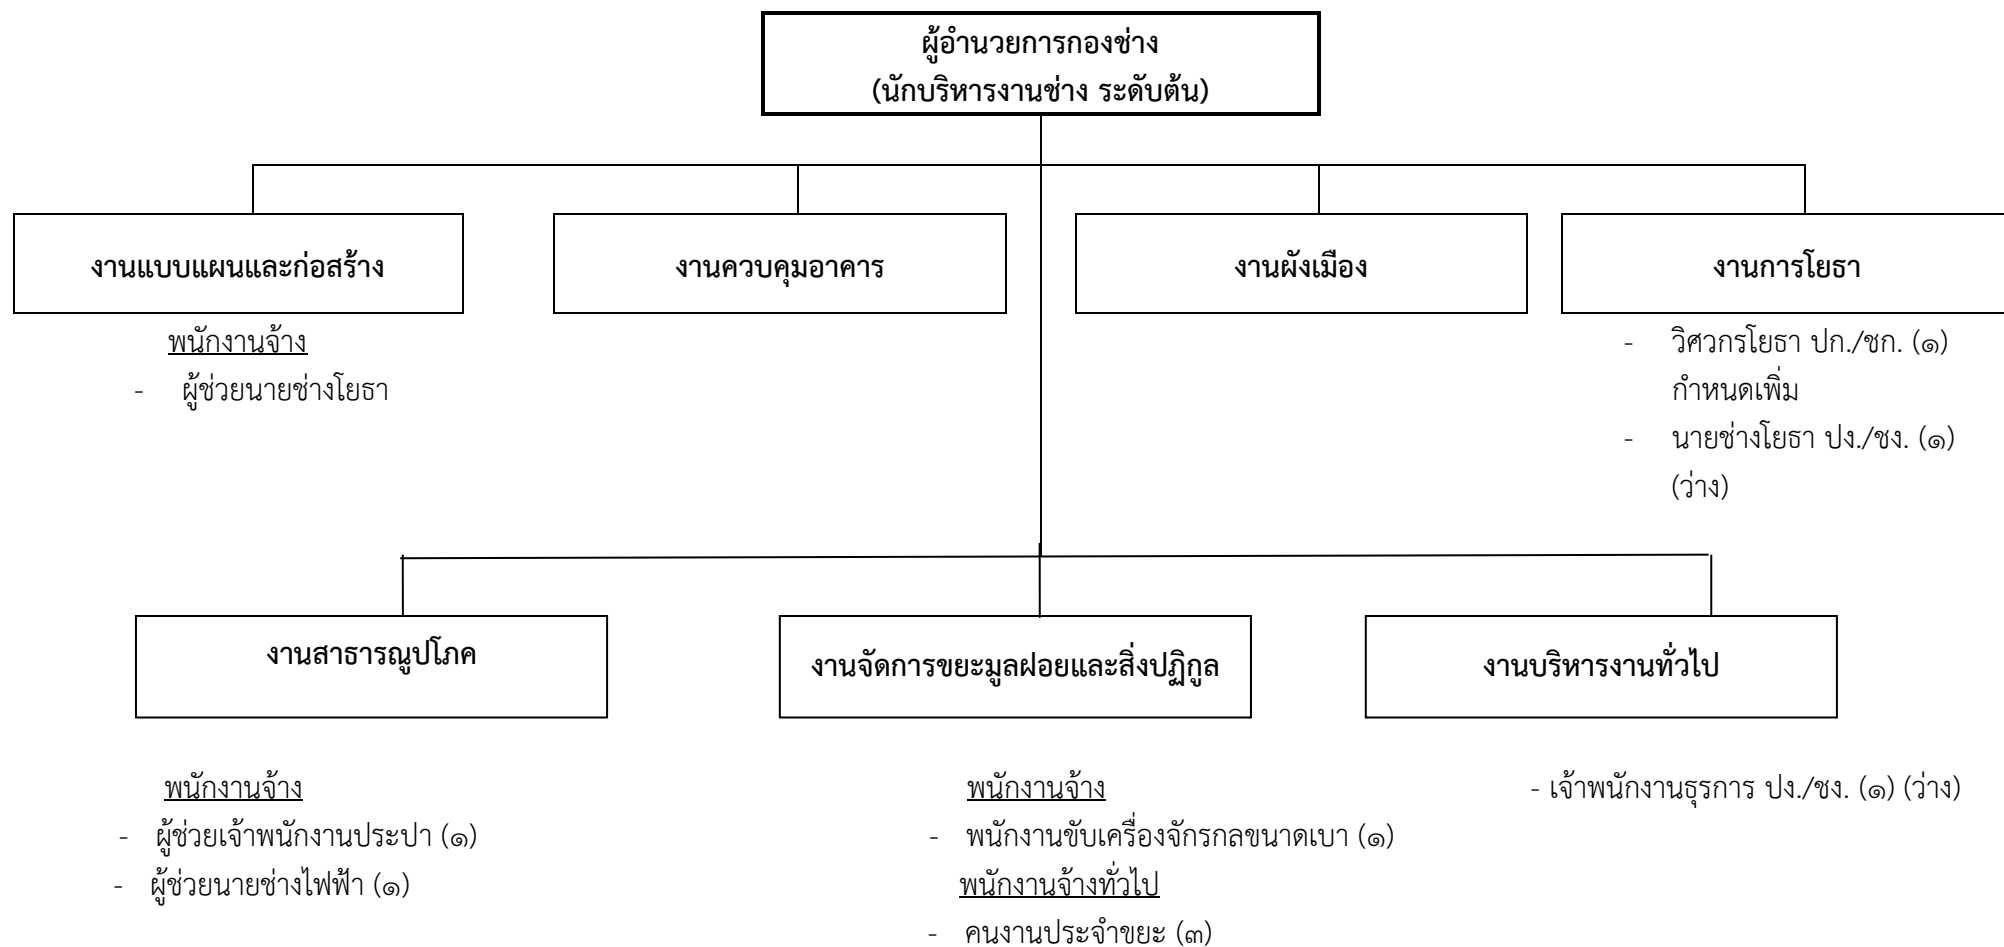 ผู้อำนวยการกองช่าง
(นักบริหารงานช่าง ระดับต้น)
งานแบบแผนและก่อสร้าง
งานควบคุมอาคาร
งานผังเมือง
งานการโยธา
พนักงานจ้าง
- ผู้ช่วยนายช่างโยธา
- วิศวกรโยธา ปก./ชก. (๑)
กำหนดเพิ่ม
- นายช่างโยธา ปง./ชง. (๑)
(ว่าง)
งานสาธารณูปโภค
งานจัดการขยะมูลฝอยและสิ่งปฏิกูล
งานบริหารงานทั่วไป
พนักงานจ้าง
- ผู้ช่วยเจ้าพนักงานประปา (๑)
- ผู้ช่วยนายช่างไฟฟ้า (๑)
พนักงานจ้าง
- พนักงานขับเครื่องจักรกลขนาดเบา (๑)
พนักงานจ้างทั่วไป
- คนงานประจำขยะ (๓)
- เจ้าพนักงานธุรการ ปง./ชง. (๑) (ว่าง)